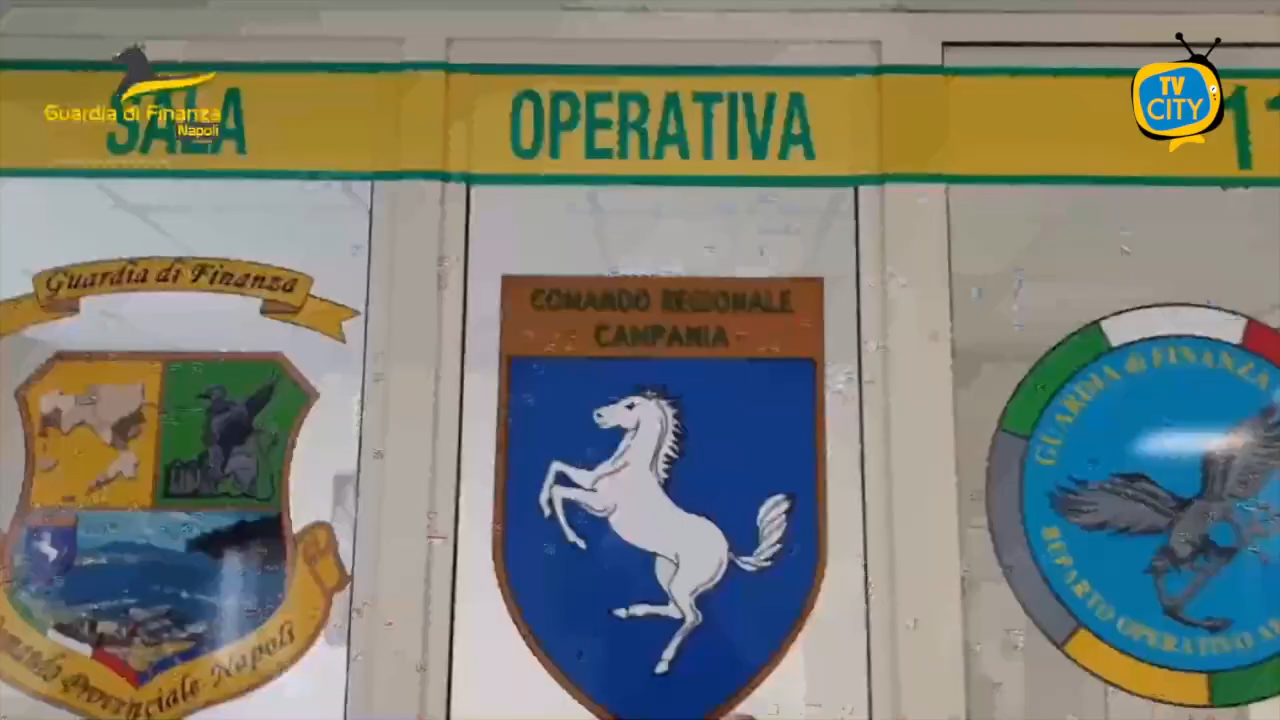 SALA OPERATIVA 11
Guardia di Finanza
Napoli
TV
CITY
Guardia di Finanza
Provinciale Napoli
COMANDO REGIONALE
CAMPANIA
GUARDIA di FINANZA
REPARTO OPERATIVO